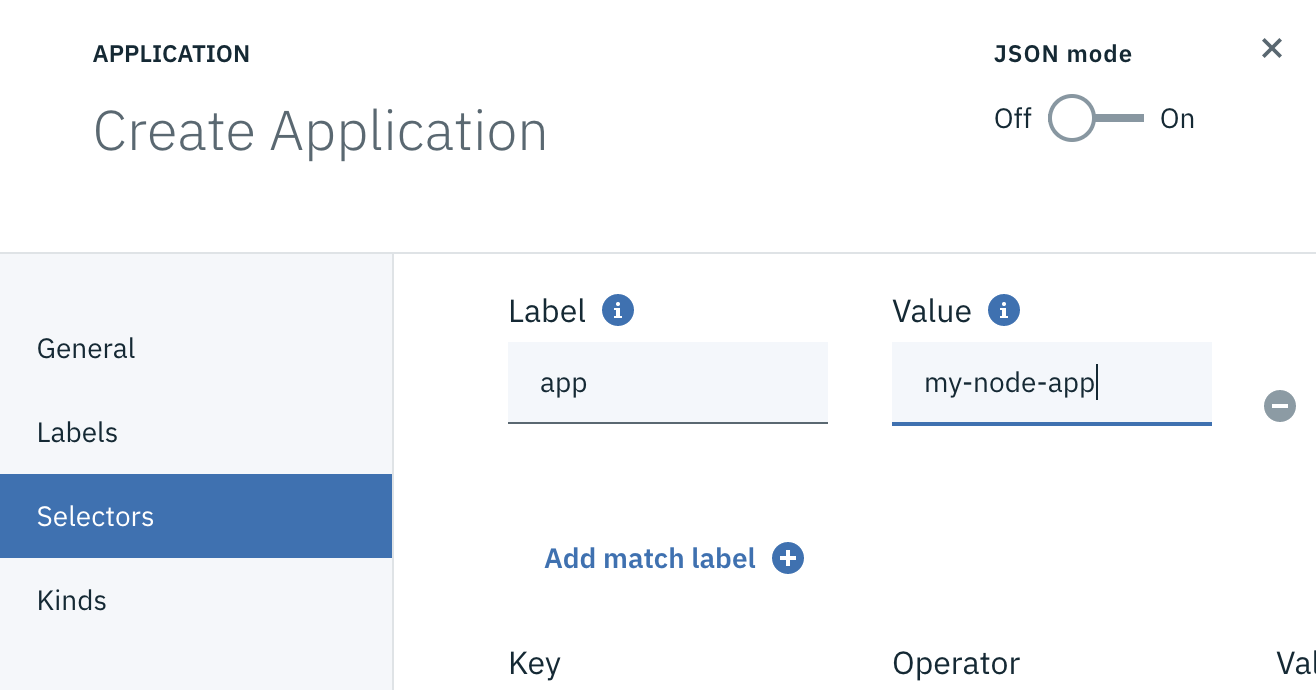 APPLICATION
JSON mode
Create Application
Off On
General
Labels
Selectors
Kinds
Label Value
app my-node-app
Add match label
Key Operator